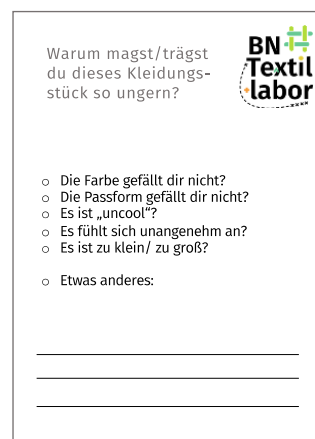 Warum magst/trägst
du dieses Kleidungs-
stück so ungern?
BN
Textil
labor
o Die Farbe gefällt dir nicht?
o Die Passform gefällt dir nicht?
o Es ist „uncool“?
o Es fühlt sich unangenehm an?
o Es ist zu klein/ zu groß?
o Etwas anderes: